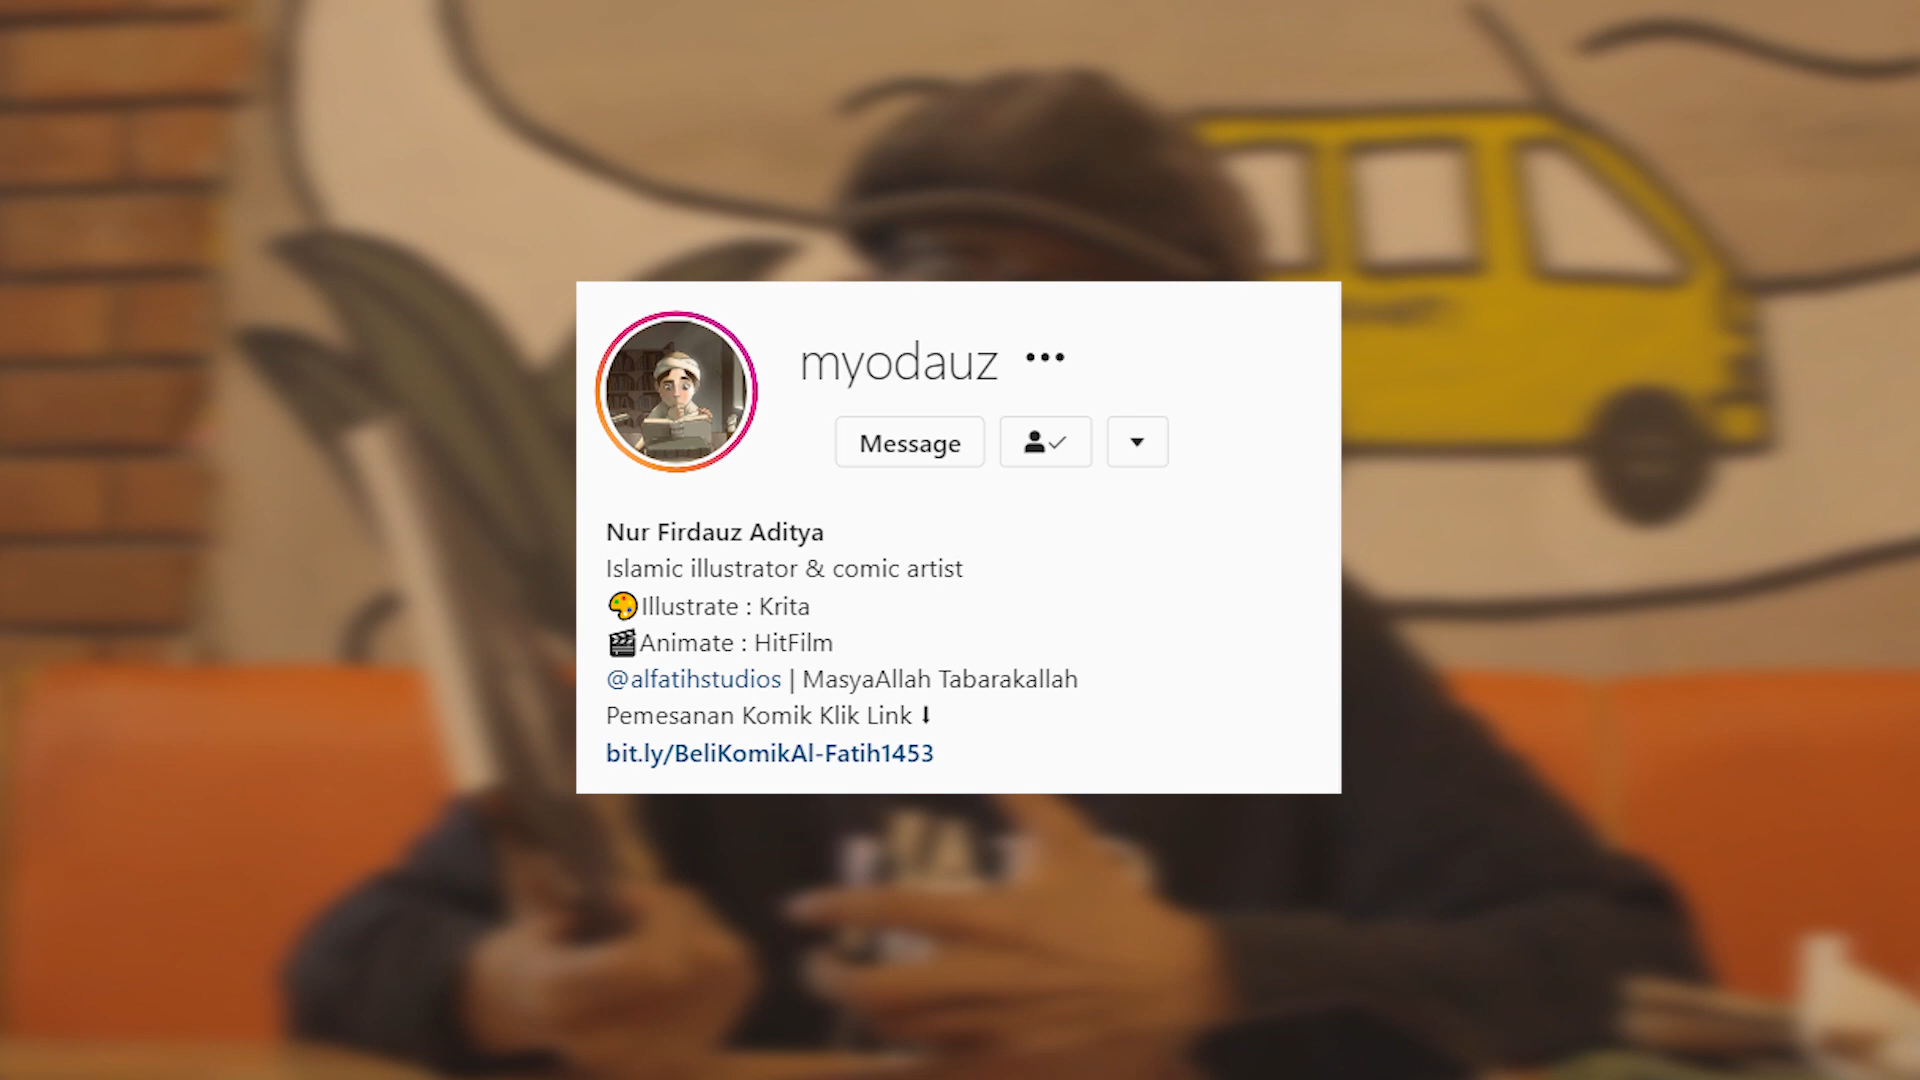 myodauz
Message
Nur Firdauz Aditya
Islamic illustrator & comic artist
🎨Illustrate : Krita
🎬Animate : HitFilm
@alfatihstudios | MasyaAllah Tabarakallah
Pemesanan Komik Klik Link ⬇
bit.ly/BeliKomikAl-Fatih1453